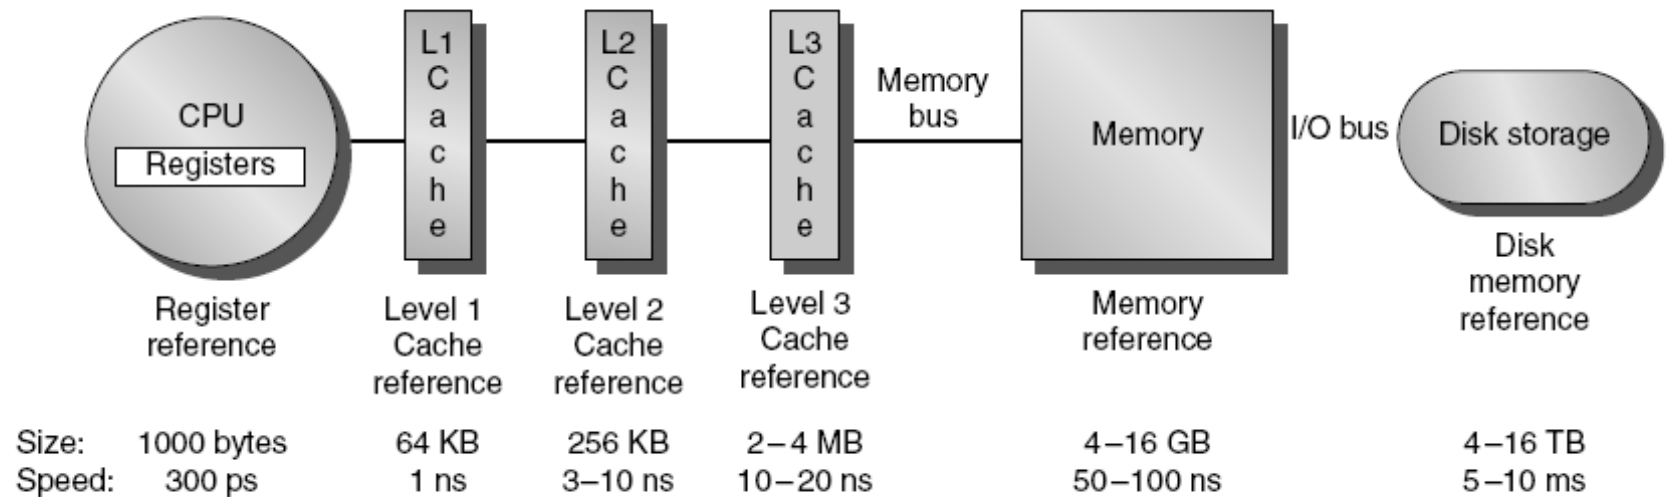 CPU
Registers
L1
C
a
c
h
e
L2
C
a
c
h
e
L3
C
a
c
h
e
Memory
bus
Memory
I/O bus
Disk storage
Register
reference
Level 1
Cache
reference
Level 2
Cache
reference
Level 3
Cache
reference
Memory
reference
Disk
memory
reference
Size: 1000 bytes 64 KB 256 KB 2–4 MB 4–16 GB 4–16 TB
Speed: 300 ps 1 ns 3–10 ns 10–20 ns 50–100 ns 5–10 ms